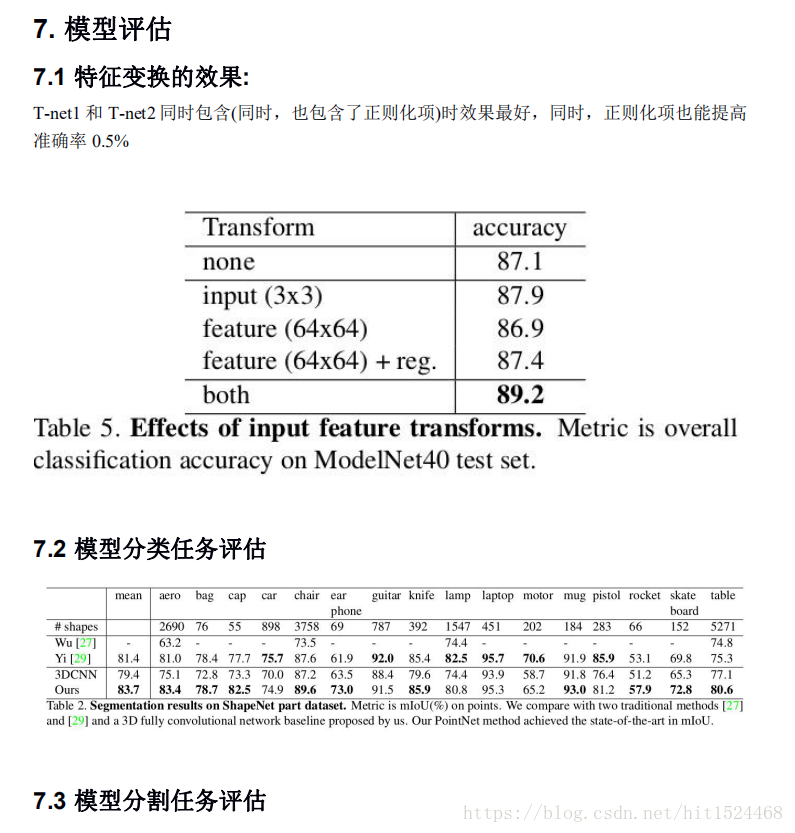 7. 模型评估
7.1 特征变换的效果:
T-net1 和 T-net2 同时包含(同时，也包含了正则化项)时效果最好，同时，正则化项也能提高
准确率 0.5%
Transform accuracy
none 87.1
input (3x3) 87.9
feature (64x64) 86.9
feature (64x64) + reg. 87.4
both 89.2
Table 5. Effects of input feature transforms. Metric is overall
classification accuracy on ModelNet40 test set.
7.2 模型分类任务评估
mean aero bag cap car chair ear guitar knife lamp laptop motor mug pistol rocket skate table
phone board
# shapes 2690 76 55 898 3758 69 787 392 1547 451 202 184 283 66 152 5271
Wu [27] - 63.2 - - - 73.5 - - - 74.4 - - - - - - 74.8
Yi [29] 81.4 81.0 78.4 77.7 75.7 87.6 61.9 92.0 85.4 82.5 95.7 70.6 91.9 85.9 53.1 69.8 75.3
3DCNN 79.4 75.1 72.8 73.3 70.0 87.2 63.5 88.4 79.6 74.4 93.9 58.7 91.8 76.4 51.2 65.3 77.1
Ours 83.7 83.4 78.7 82.5 74.9 89.6 73.0 91.5 85.9 80.8 95.3 65.2 93.0 81.2 57.9 72.8 80.6
Table 2. Segmentation results on ShapeNet part dataset. Metric is mIoU(%) on points. We compare with two traditional methods [27]
and [29] and a 3D fully convolutional network baseline proposed by us. Our PointNet method achieved the state-of-the-art in mIoU.
7.3 模型分割任务评估
https://blog.csdn.net/hit1524468